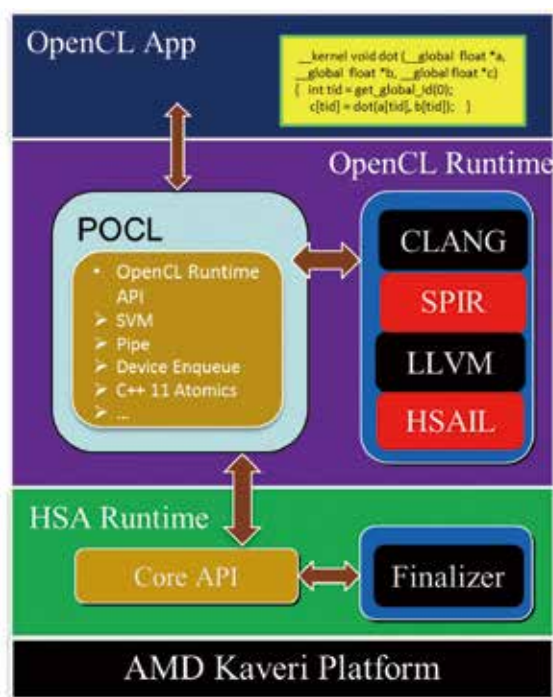 OpenCL App
__kernel void dot (__global float *a,
__global float *b, __global float *c)
{ int tid = get_global_id(0);
c[tid] = dot(a[tid], b[tid]); }
OpenCL Runtime
POCL
• OpenCL Runtime
API
➢ SVM
➢ Pipe
➢ Device Enqueue
➢ C++ 11 Atomics
➢ ...
CLANG
SPIR
LLVM
HSAIL
HSA Runtime
Core API
Finalizer
AMD Kaveri Platform